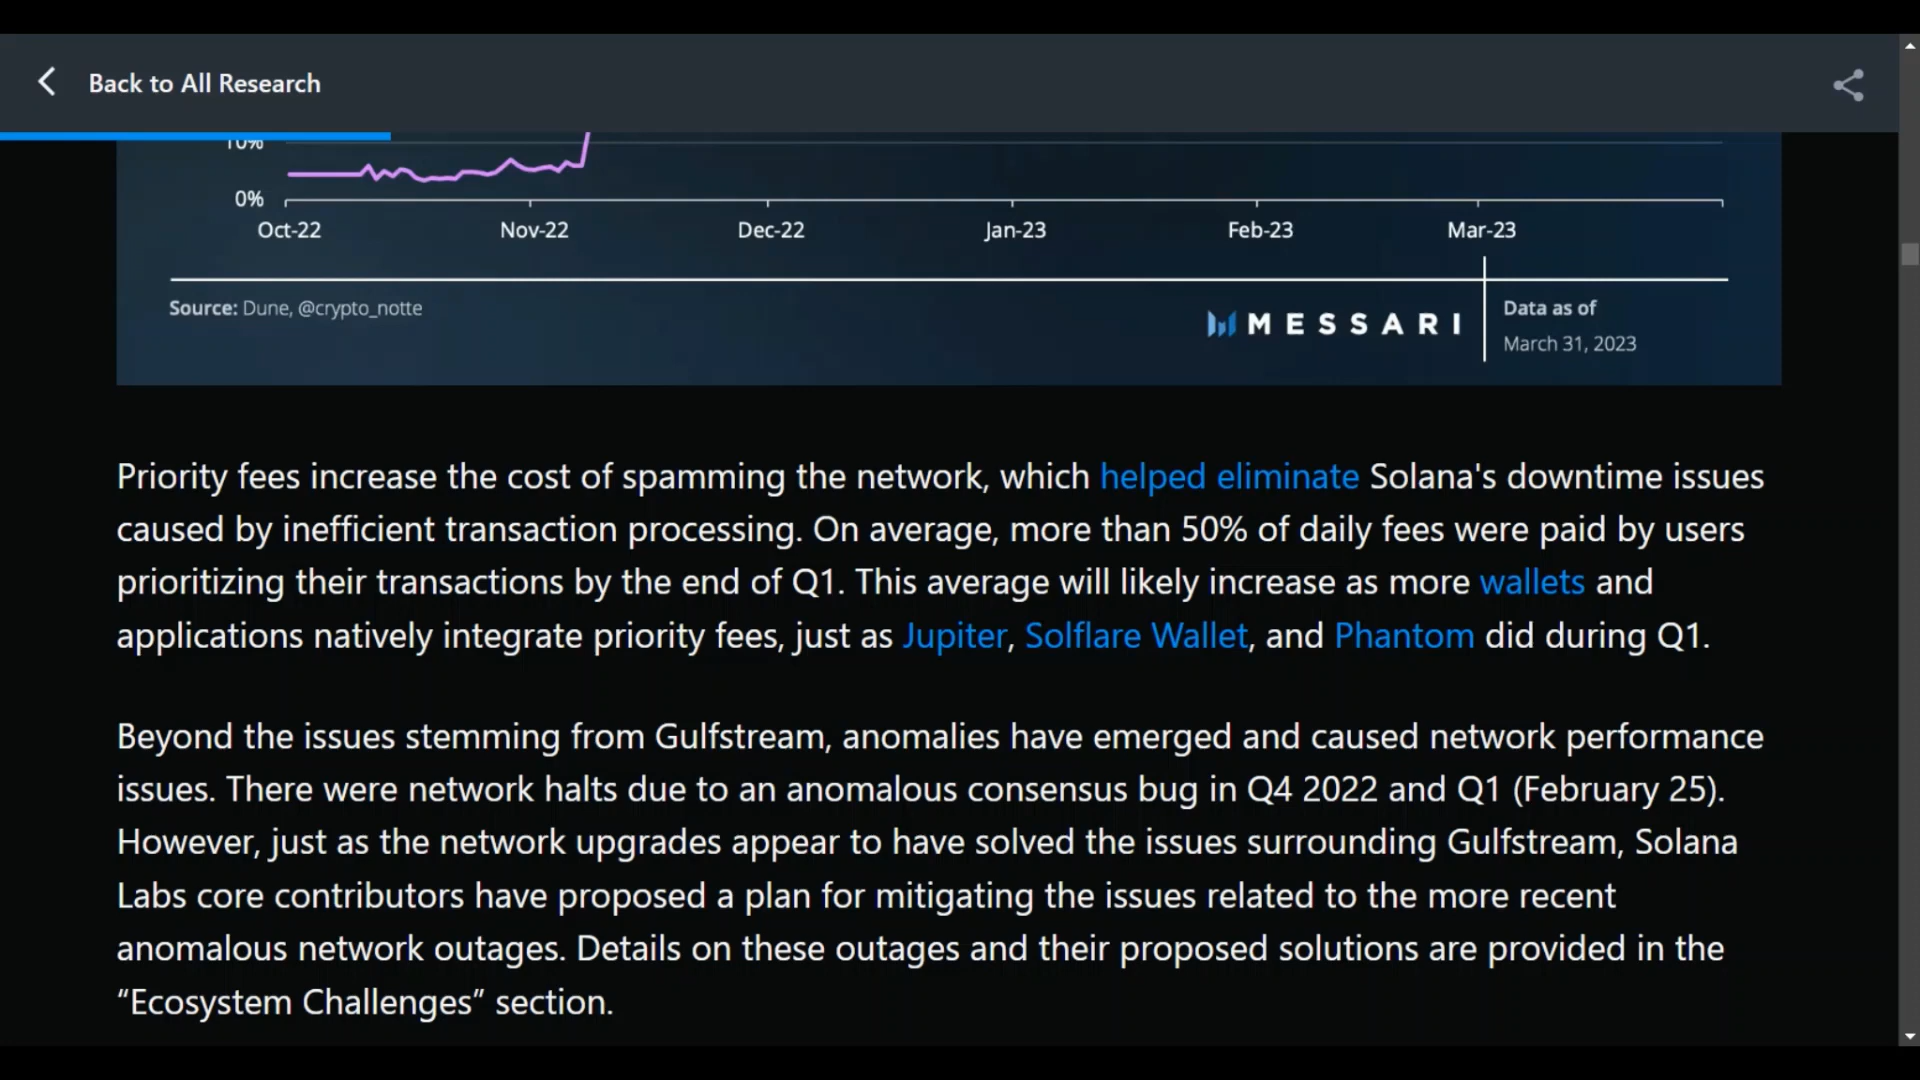 Back to All Research
10%
0%
Oct-22 Nov-22 Dec-22 Jan-23 Feb-23 Mar-23
Source: Dune, @crypto_notte
MESSARI
Data as of
March 31, 2023
Priority fees increase the cost of spamming the network, which helped eliminate Solana's downtime issues
caused by inefficient transaction processing. On average, more than 50% of daily fees were paid by users
prioritizing their transactions by the end of Q1. This average will likely increase as more wallets and
applications natively integrate priority fees, just as Jupiter, Solflare Wallet, and Phantom did during Q1.
Beyond the issues stemming from Gulfstream, anomalies have emerged and caused network performance
issues. There were network halts due to an anomalous consensus bug in Q4 2022 and Q1 (February 25).
However, just as the network upgrades appear to have solved the issues surrounding Gulfstream, Solana
Labs core contributors have proposed a plan for mitigating the issues related to the more recent
anomalous network outages. Details on these outages and their proposed solutions are provided in the
“Ecosystem Challenges” section.